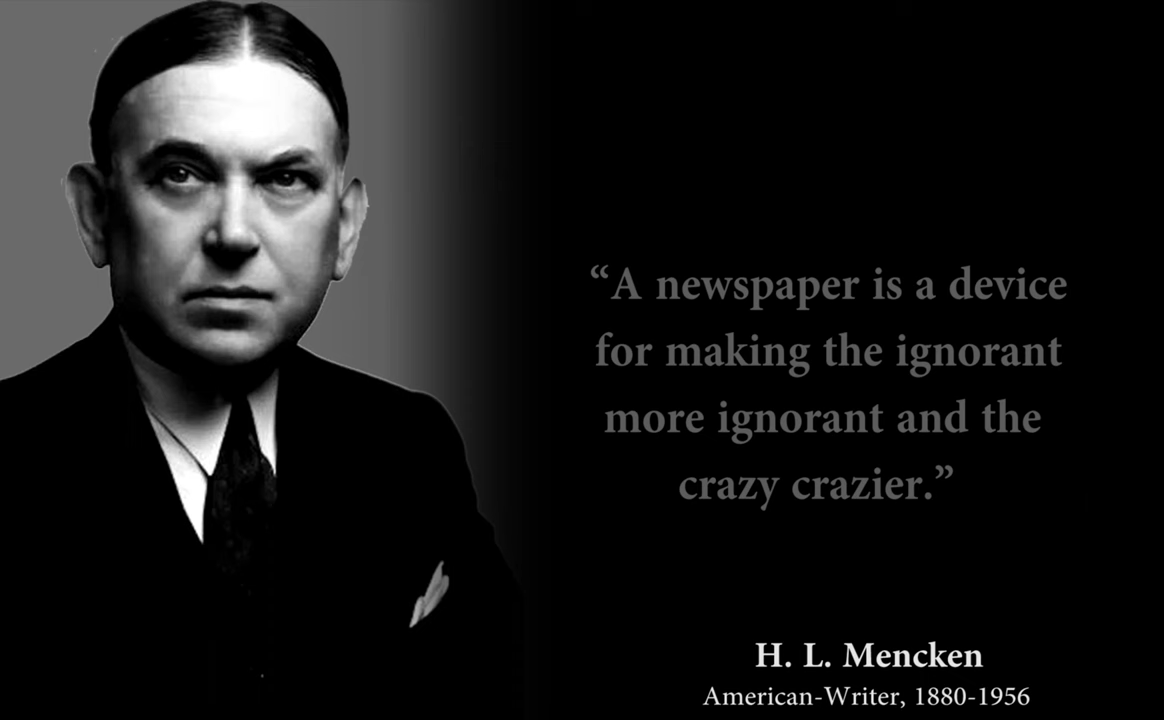 “A newspaper is a device
for making the ignorant
more ignorant and the
crazy crazier.”
H. L. Mencken
American-Writer, 1880-1956